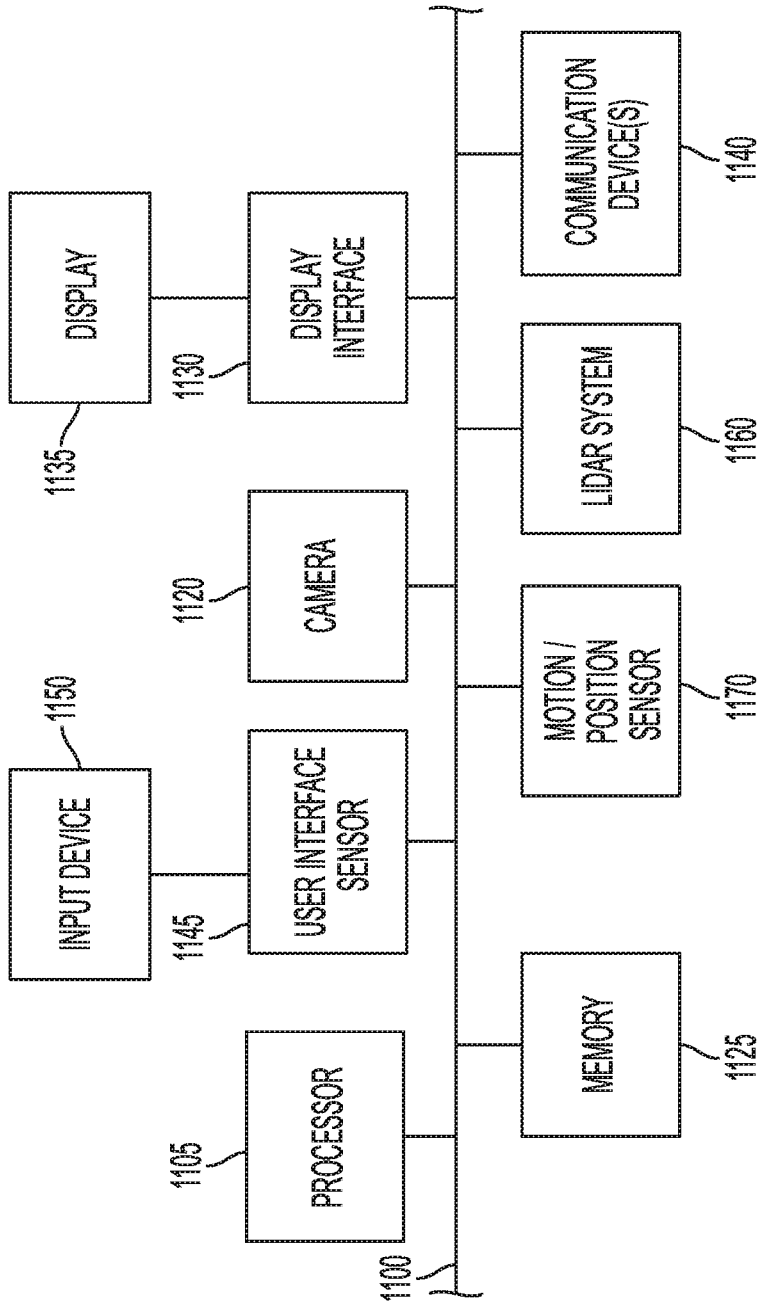 INPUT DEVICE
1150
DISPLAY
1135
PROCESSOR
1105
USER INTERFACE
SENSOR
1145
CAMERA
1120
DISPLAY
INTERFACE
1130
1100
MEMORY
1125
MOTION /
POSITION
SENSOR
1170
LIDAR SYSTEM
1160
COMMUNICATION
DEVICE(S)
1140